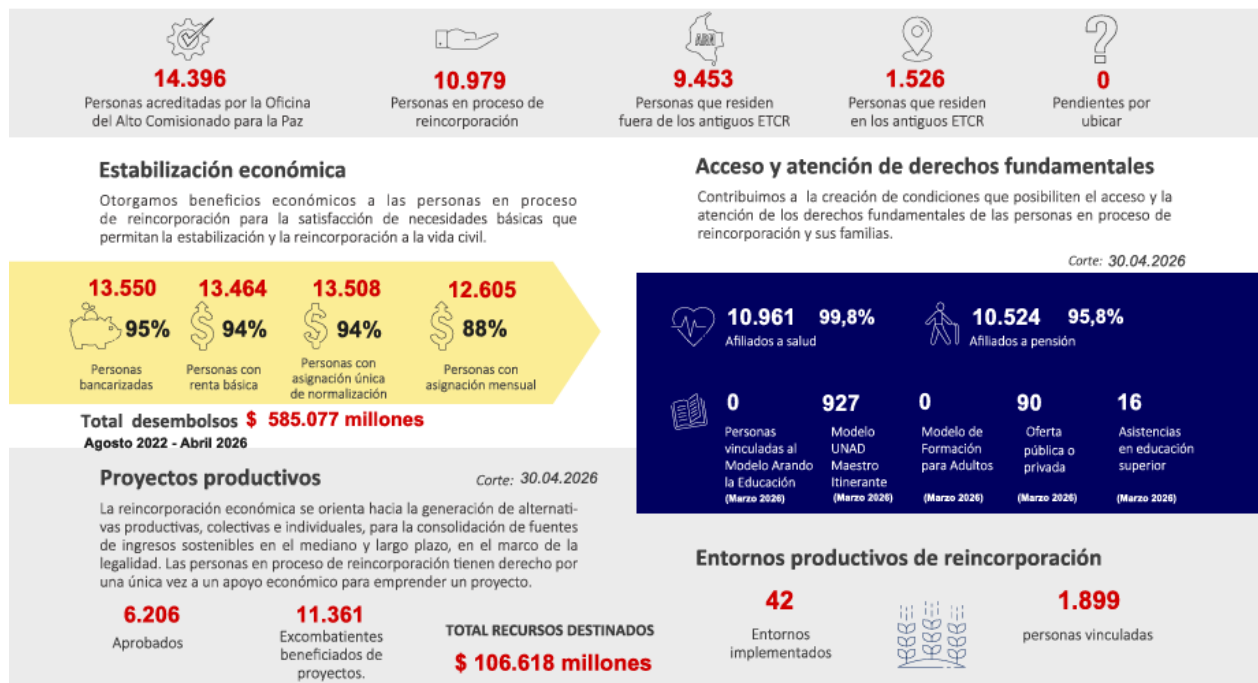 ARN
14.396
Personas acreditadas por la Oficina
del Alto Comisionado para la Paz
10.979
Personas en proceso de
reincorporación
9.453
Personas que residen
fuera de los antiguos ETCR
1.526
Personas que residen
en los antiguos ETCR
0
Pendientes por
ubicar
Estabilización económica
Otorgamos beneficios económicos a las personas en proceso
de reincorporación para la satisfacción de necesidades básicas que
permitan la estabilización y la reincorporación a la vida civil.
13.550
95%
Personas
bancarizadas
13.464
94%
Personas con
renta básica
13.508
94%
Personas con
asignación única
de normalización
12.605
88%
Personas con
asignación mensual
Total desembolsos $ 585.077 millones
Agosto 2022 - Abril 2026
Proyectos productivos
Corte: 30.04.2026
La reincorporación económica se orienta hacia la generación de alternati-
vas productivas, colectivas e individuales, para la consolidación de fuentes
de ingresos sostenibles en el mediano y largo plazo, en el marco de la
legalidad. Las personas en proceso de reincorporación tienen derecho por
una única vez a un apoyo económico para emprender un proyecto.
6.206
Aprobados
11.361
Excombatientes
beneficiados de
proyectos.
TOTAL RECURSOS DESTINADOS
$ 106.618 millones
Acceso y atención de derechos fundamentales
Contribuimos a la creación de condiciones que posibiliten el acceso y la
atención de los derechos fundamentales de las personas en proceso de
reincorporación y sus familias.
Corte: 30.04.2026
10.961 99,8%
Afiliados a salud
10.524 95,8%
Afiliados a pensión
0
Personas
vinculadas al
Modelo Arando
la Educación
(Marzo 2026)
927
Modelo
UNAD
Maestro
Itinerante
(Marzo 2026)
0
Modelo de
Formación
para Adultos
(Marzo 2026)
90
Oferta
pública o
privada
(Marzo 2026)
16
Asistencias
en educación
superior
(Marzo 2026)
Entornos productivos de reincorporación
42
Entornos
implementados
1.899
personas vinculadas